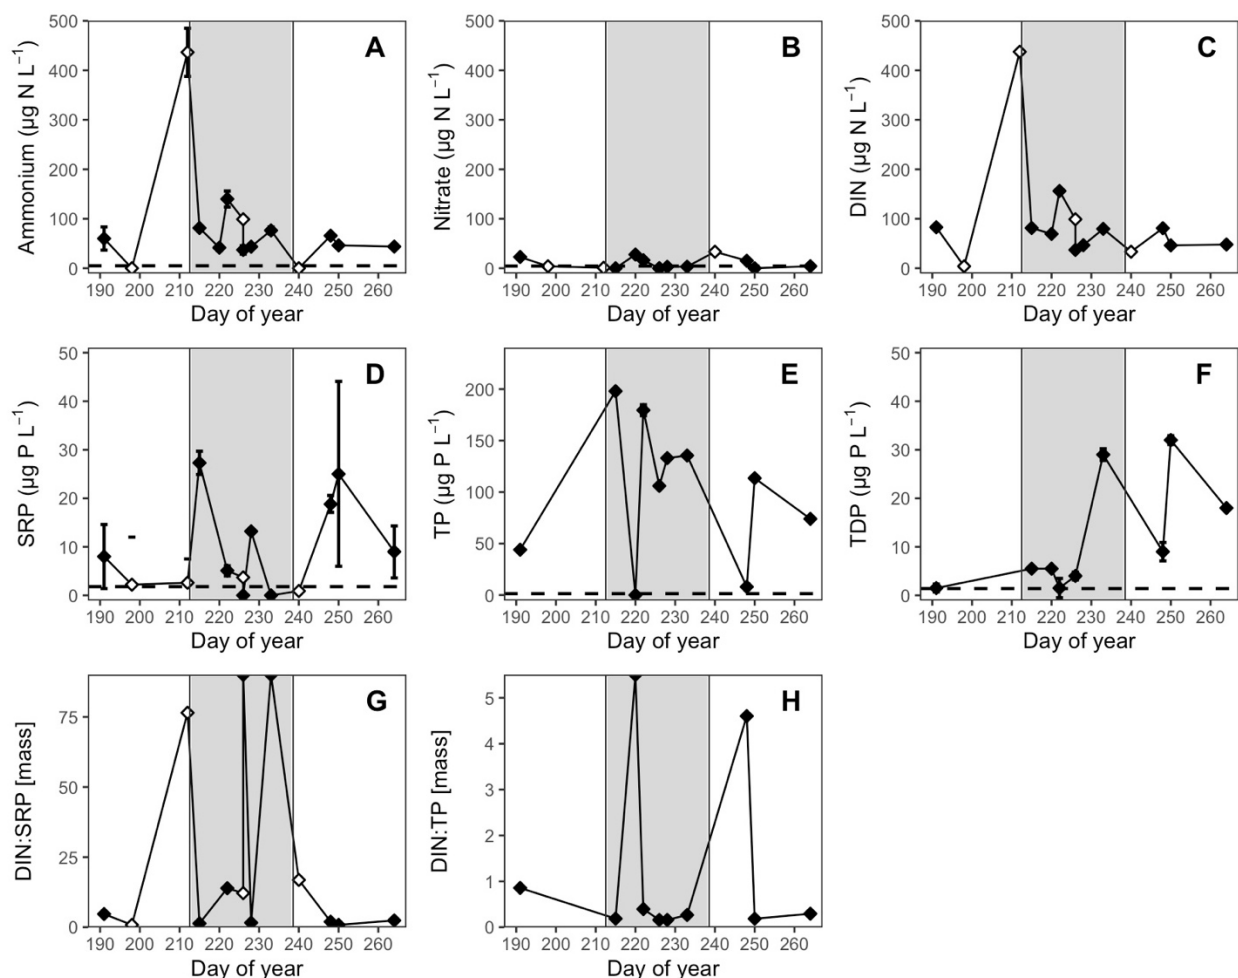 A
Ammonium (µg N L⁻¹)
500
400
300
200
100
0
190 200 210 220 230 240 250 260
Day of year
B
Nitrate (µg N L⁻¹)
500
400
300
200
100
0
190 200 210 220 230 240 250 260
Day of year
C
DIN (µg N L⁻¹)
500
400
300
200
100
0
190 200 210 220 230 240 250 260
Day of year
D
SRP (µg P L⁻¹)
50
40
30
20
10
0
190 200 210 220 230 240 250 260
Day of year
E
TP (µg P L⁻¹)
200
150
100
50
0
190 200 210 220 230 240 250 260
Day of year
F
TDP (µg P L⁻¹)
50
40
30
20
10
0
190 200 210 220 230 240 250 260
Day of year
G
DIN:SRP [mass]
75
50
25
0
190 200 210 220 230 240 250 260
Day of year
H
DIN:TP [mass]
5
4
3
2
1
0
190 200 210 220 230 240 250 260
Day of year